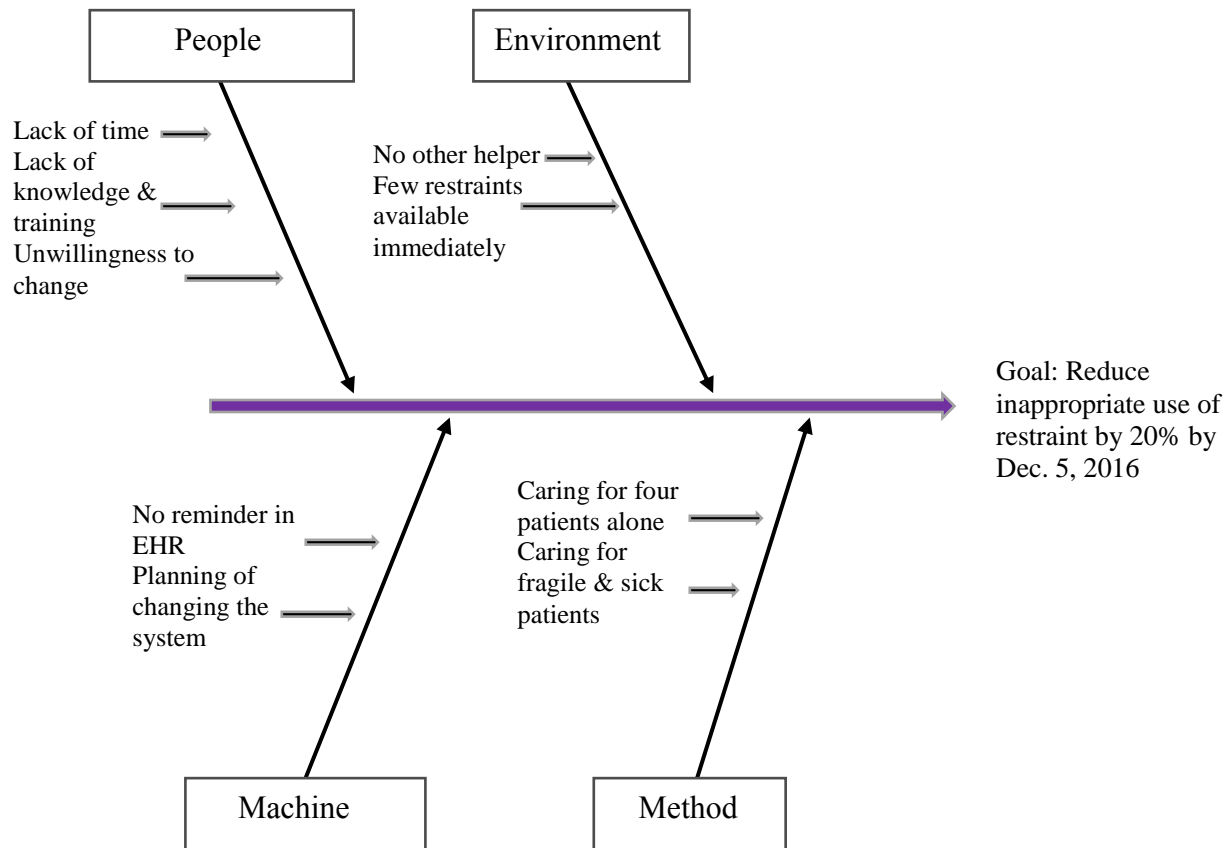 People
Environment
Lack of time
Lack of
knowledge &
training
Unwillingness to
change
No other helper
Few restraints
available
immediately
Goal: Reduce
inappropriate use of
restraint by 20% by
Dec. 5, 2016
No reminder in
EHR
Planning of
changing the
system
Caring for four
patients alone
Caring for
fragile & sick
patients
Machine
Method